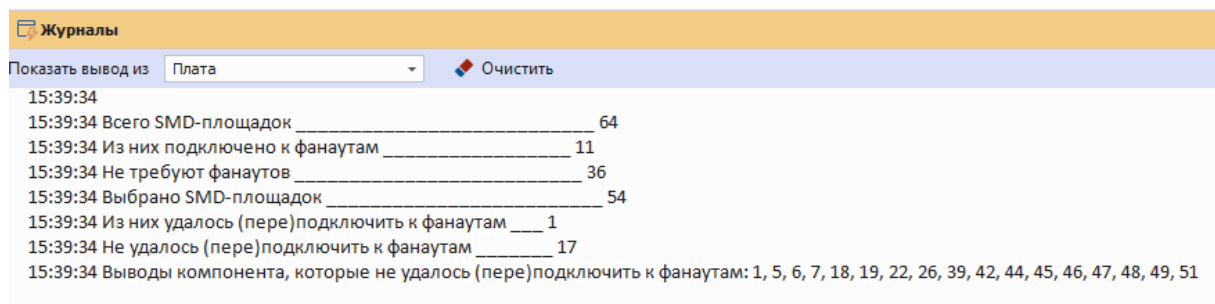 Журналы
Показать вывод из Плата Очистить
15:39:34
15:39:34 Всего SMD-площадок ___________________________ 64
15:39:34 Из них подключено к фанаутам _________________ 11
15:39:34 Не требуют фанаутов __________________________ 36
15:39:34 Выбрано SMD-площадок _________________________ 54
15:39:34 Из них удалось (пере)подключить к фанаутам ___ 1
15:39:34 Не удалось (пере)подключить к фанаутам _______ 17
15:39:34 Выводы компонента, которые не удалось (пере)подключить к фанаутам: 1, 5, 6, 7, 18, 19, 22, 26, 39, 42, 44, 45, 46, 47, 48, 49, 51